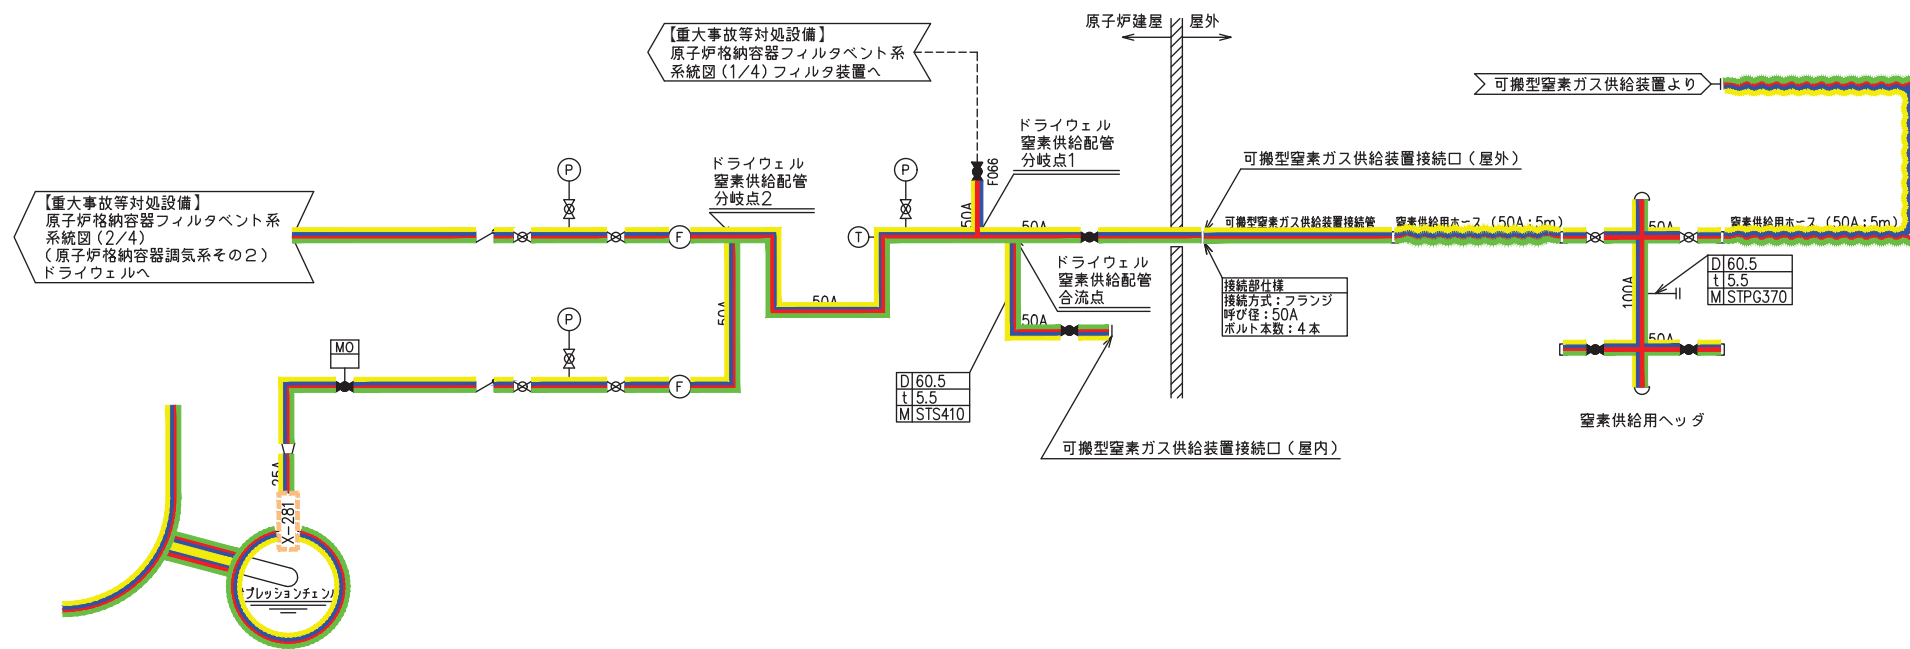 原子炉建屋
屋外
【重大事故等対処設備】
原子炉格納容器フィルタベント系
系統図(1/4)フィルタ装置へ
可搬型窒素ガス供給装置より
F066
50A
ドライウェル
窒素供給配管
分岐点1
可搬型窒素ガス供給装置接続口(屋外)
P
P
ドライウェル
窒素供給配管
分岐点2
【重大事故等対処設備】
原子炉格納容器フィルタベント系
系統図(2/4)
(原子炉格納容器調気系その2)
ドライウェルへ
50A
可搬型窒素ガス供給装置接続管
窒素供給用ホース(50A:5m)
50A
窒素供給用ホース(50A:5m)
F
T
ドライウェル
窒素供給配管
合流点
D 60.5
t 5.5
M STPG370
100A
接続部仕様
接続方式:フランジ
呼び径:50A
ボルト本数:4本
50A
50A
50A
P
50A
MO
F
D 60.5
t 5.5
M STS410
窒素供給用ヘッダ
可搬型窒素ガス供給装置接続口(屋内)
25A
X-281
プレッションチェン